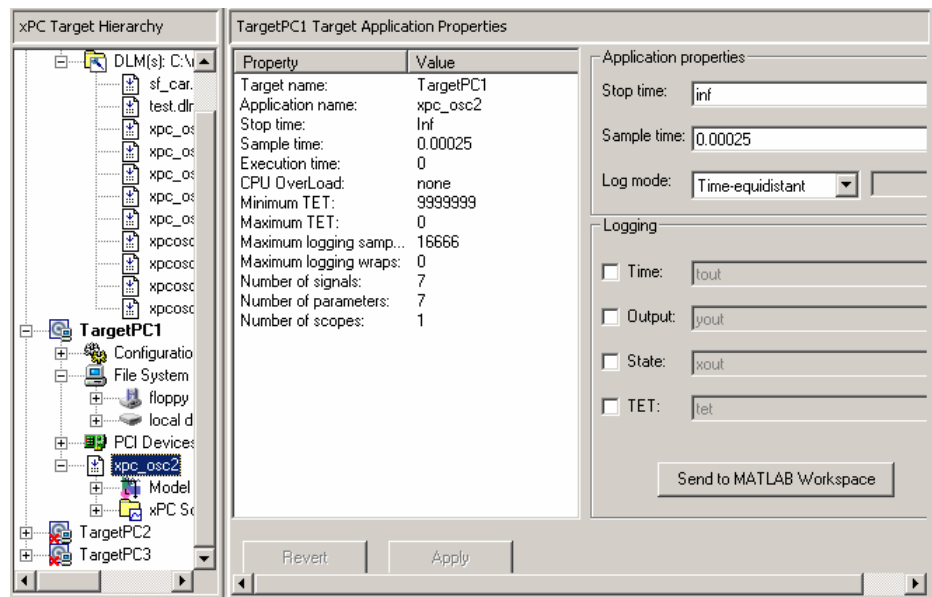 xPC Target Hierarchy
DLM(s): C:\
sf_car.
test.dlm
xpc_os
xpc_os
xpc_os
xpc_os
xpc_os
xpcosc
xpcosc
xpcosc
xpcosc
TargetPC1
Configuratio
File System
floppy
local d
PCI Devices
xpc_osc2
Model
xPC Sc
TargetPC2
TargetPC3
TargetPC1 Target Application Properties
Property Value
Target name: TargetPC1
Application name: xpc_osc2
Stop time: Inf
Sample time: 0.00025
Execution time: 0
CPU OverLoad: none
Minimum TET: 9999999
Maximum TET: 0
Maximum logging samp... 16666
Maximum logging wraps: 0
Number of signals: 7
Number of parameters: 7
Number of scopes: 1
Revert Apply
Application properties
Stop time: inf
Sample time: 0.00025
Log mode: Time-equidistant
Logging
Time: tout
Output: yout
State: xout
TET: tet
Send to MATLAB Workspace